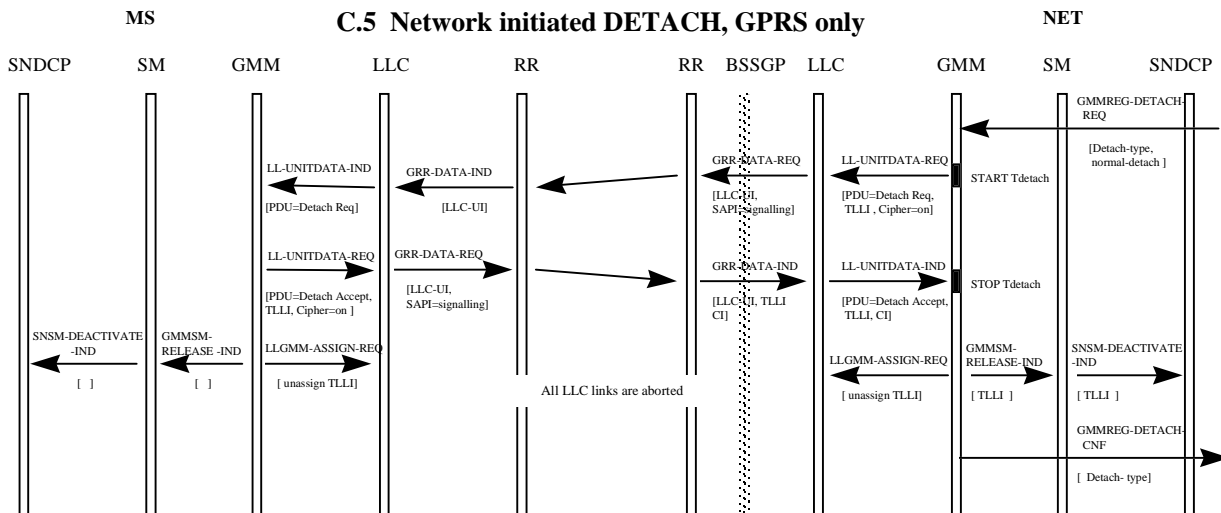 MS
C.5 Network initiated DETACH, GPRS only
NET
SNDCP SM GMM LLC RR RR BSSGP LLC GMM SM SNDCP
GMMREG-DETACH-
REQ
[Detach-type,
normal-detach ]
LL-UNITDATA-IND
[PDU=Detach Req]
GRR-DATA-IND
[LLC-UI]
GRR-DATA-REQ
[LLC-UI,
SAPI=signalling]
LL-UNITDATA-REQ
[PDU=Detach Req,
TLLI , Cipher=on]
START Tdetach
LL-UNITDATA-REQ
[PDU=Detach Accept,
TLLI, Cipher=on ]
GRR-DATA-REQ
[LLC-UI,
SAPI=signalling]
GRR-DATA-IND
[LLC-UI, TLLI
CI]
LL-UNITDATA-IND
[PDU=Detach Accept,
TLLI, CI]
STOP Tdetach
SNSM-DEACTIVATE
-IND
[ ]
GMMSM-
RELEASE -IND
[ ]
LLGMM-ASSIGN-REQ
[ unassign TLLI]
All LLC links are aborted
LLGMM-ASSIGN-REQ
[ unassign TLLI]
GMMSM-
RELEASE-IND
[ TLLI ]
SNSM-DEACTIVATE
-IND
[ TLLI ]
GMMREG-DETACH-
CNF
[ Detach- type]